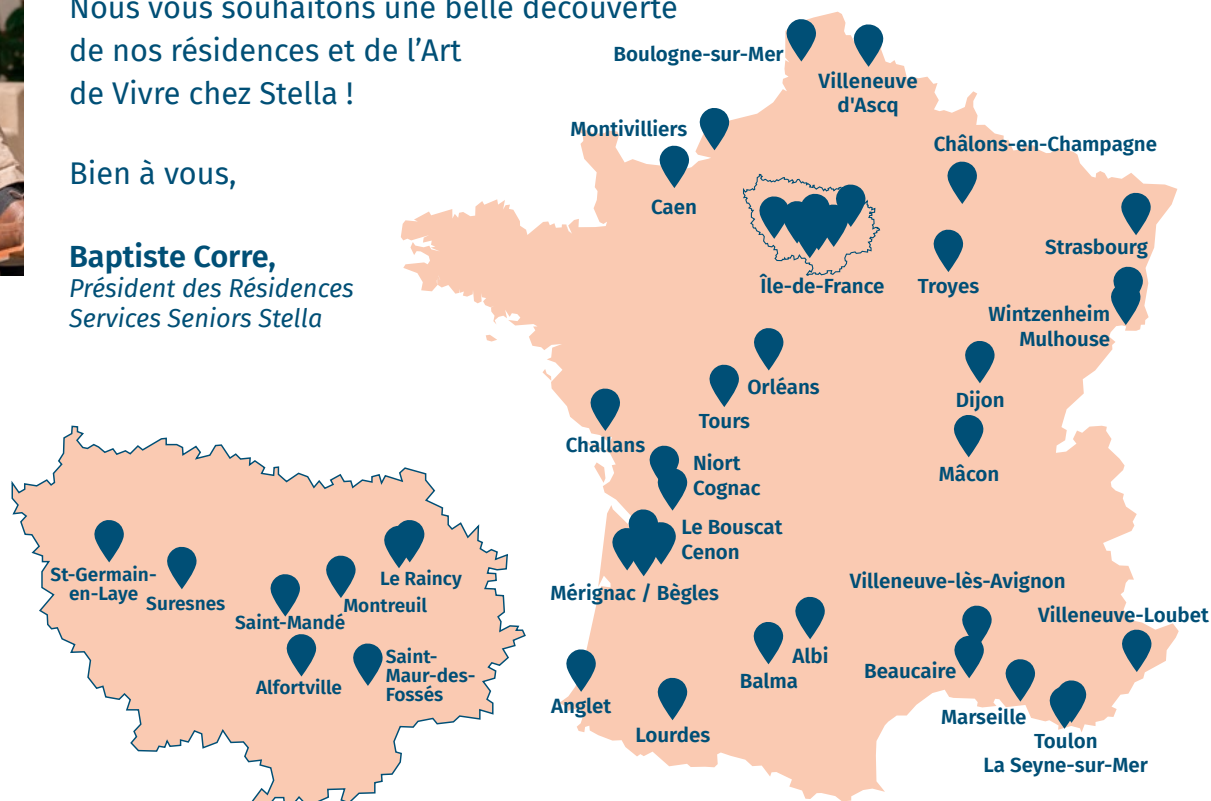 Nous vous souhaitons une belle découverte
de nos résidences et de l'Art
de Vivre chez Stella !
Bien à vous,
Baptiste Corre,
Président des Résidences
Services Seniors Stella
Boulogne-sur-Mer
Villeneuve
d'Ascq
Montivilliers
Châlons-en-Champagne
Caen
Strasbourg
Île-de-France
Troyes
Wintzenheim
Mulhouse
Orléans
Dijon
Tours
Challans
Niort
Cognac
Mâcon
Le Bouscat
Cenon
Mérignac / Bègles
Villeneuve-lès-Avignon
Villeneuve-Loubet
Albi
Balma
Beaucaire
Anglet
Lourdes
Marseille
Toulon
La Seyne-sur-Mer
St-Germain-
en-Laye
Suresnes
Le Raincy
Montreuil
Saint-Mandé
Alfortville
Saint-
Maur-des-
Fossés